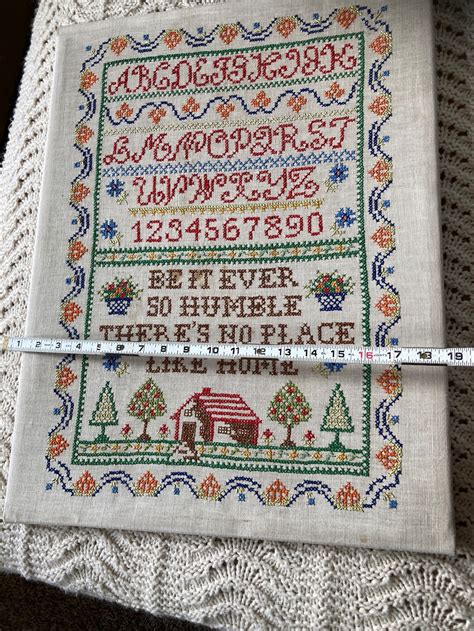 ABCDEFGHIJK
LMNOPQRST
UVWXYZ
1234567890
BE IT EVER
SO HUMBLE
THERE'S NO PLACE
1 2 3 4 5 6 7 8 9 10 11 12 13 14 15 16 17 18 19
LIKE HOME